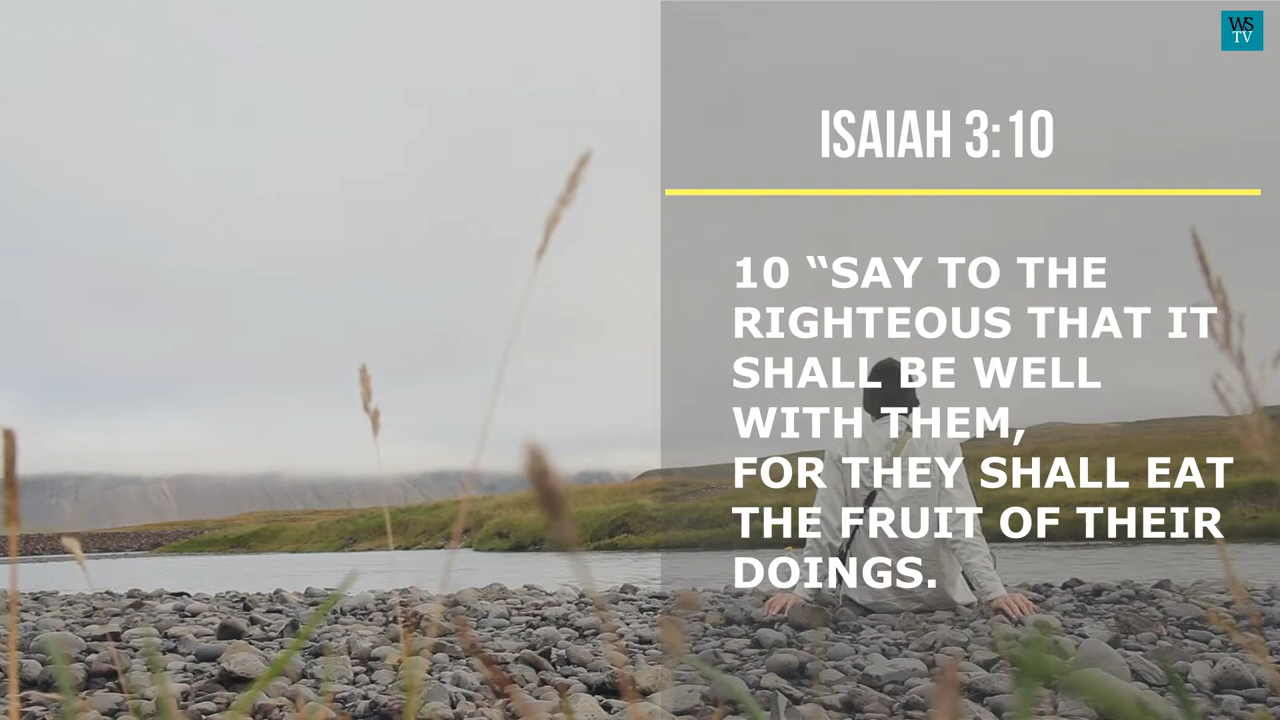 WS
TV
ISAIAH 3:10
10 “SAY TO THE
RIGHTEOUS THAT IT
SHALL BE WELL
WITH THEM,
FOR THEY SHALL EAT
THE FRUIT OF THEIR
DOINGS.